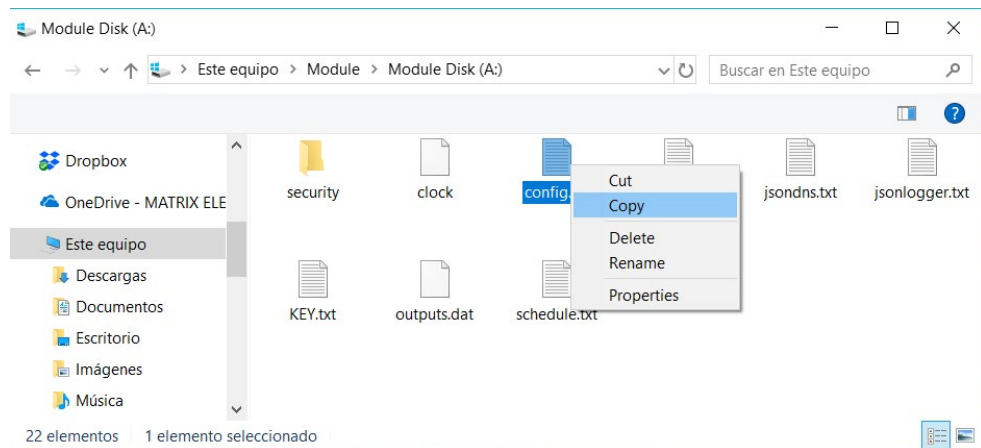 Module Disk (A:)
Este equipo > Module > Module Disk (A:)
Buscar en Este equipo
Dropbox
OneDrive - MATRIX ELE
Este equipo
Descargas
Documentos
Escritorio
Imágenes
Música
security
clock
config.
jsondns.txt
jsonlogger.txt
KEY.txt
outputs.dat
schedule.txt
Cut
Copy
Delete
Rename
Properties
22 elementos 1 elemento seleccionado